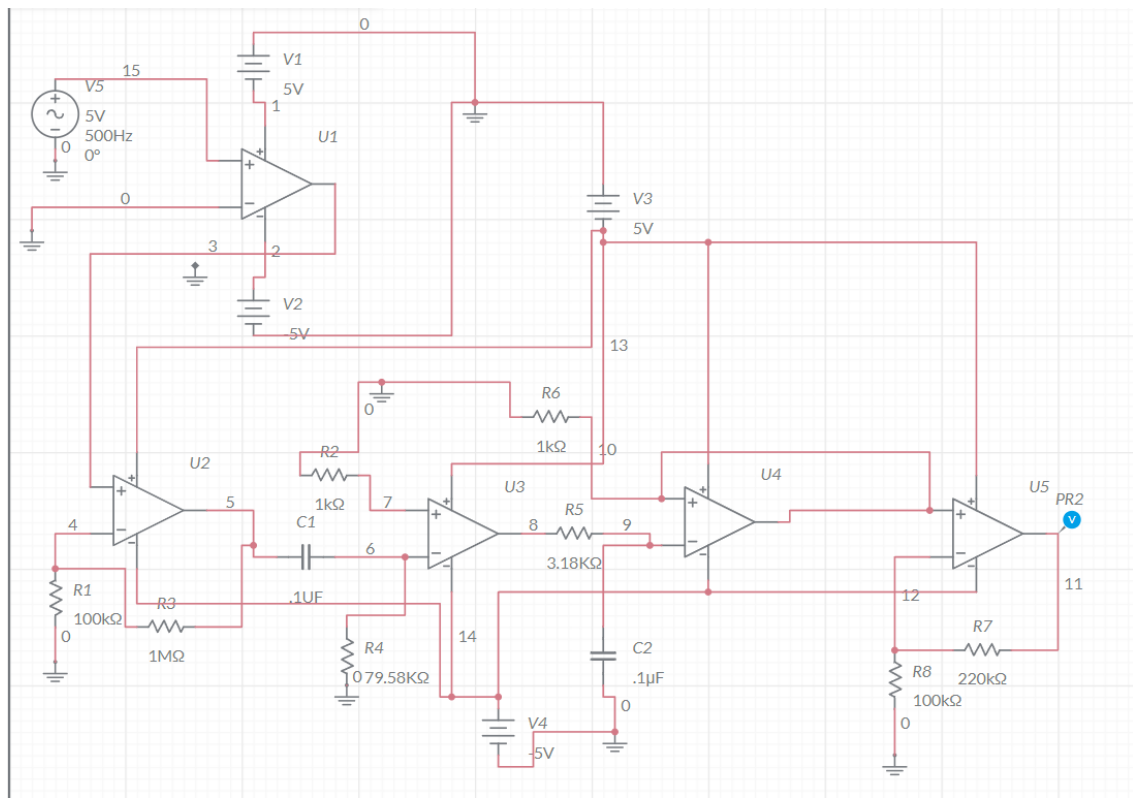 0
V1
5V
1
15
V5
5V
500Hz
0º
0
+
−
U1
+
−
0
3
2
V2
-5V
V3
5V
13
0
R6
1kΩ
10
R2
1kΩ
7
U2
+
−
+
−
4
5
C1
.1UF
6
U3
+
−
+
−
8
R5
3.18KΩ
9
U4
+
−
+
−
U5
+
−
+
−
PR2
V
11
12
R1
100kΩ
0
R3
1MΩ
R4
0 79.58KΩ
14
C2
.1μF
0
V4
-5V
R7
220kΩ
R8
100kΩ
0